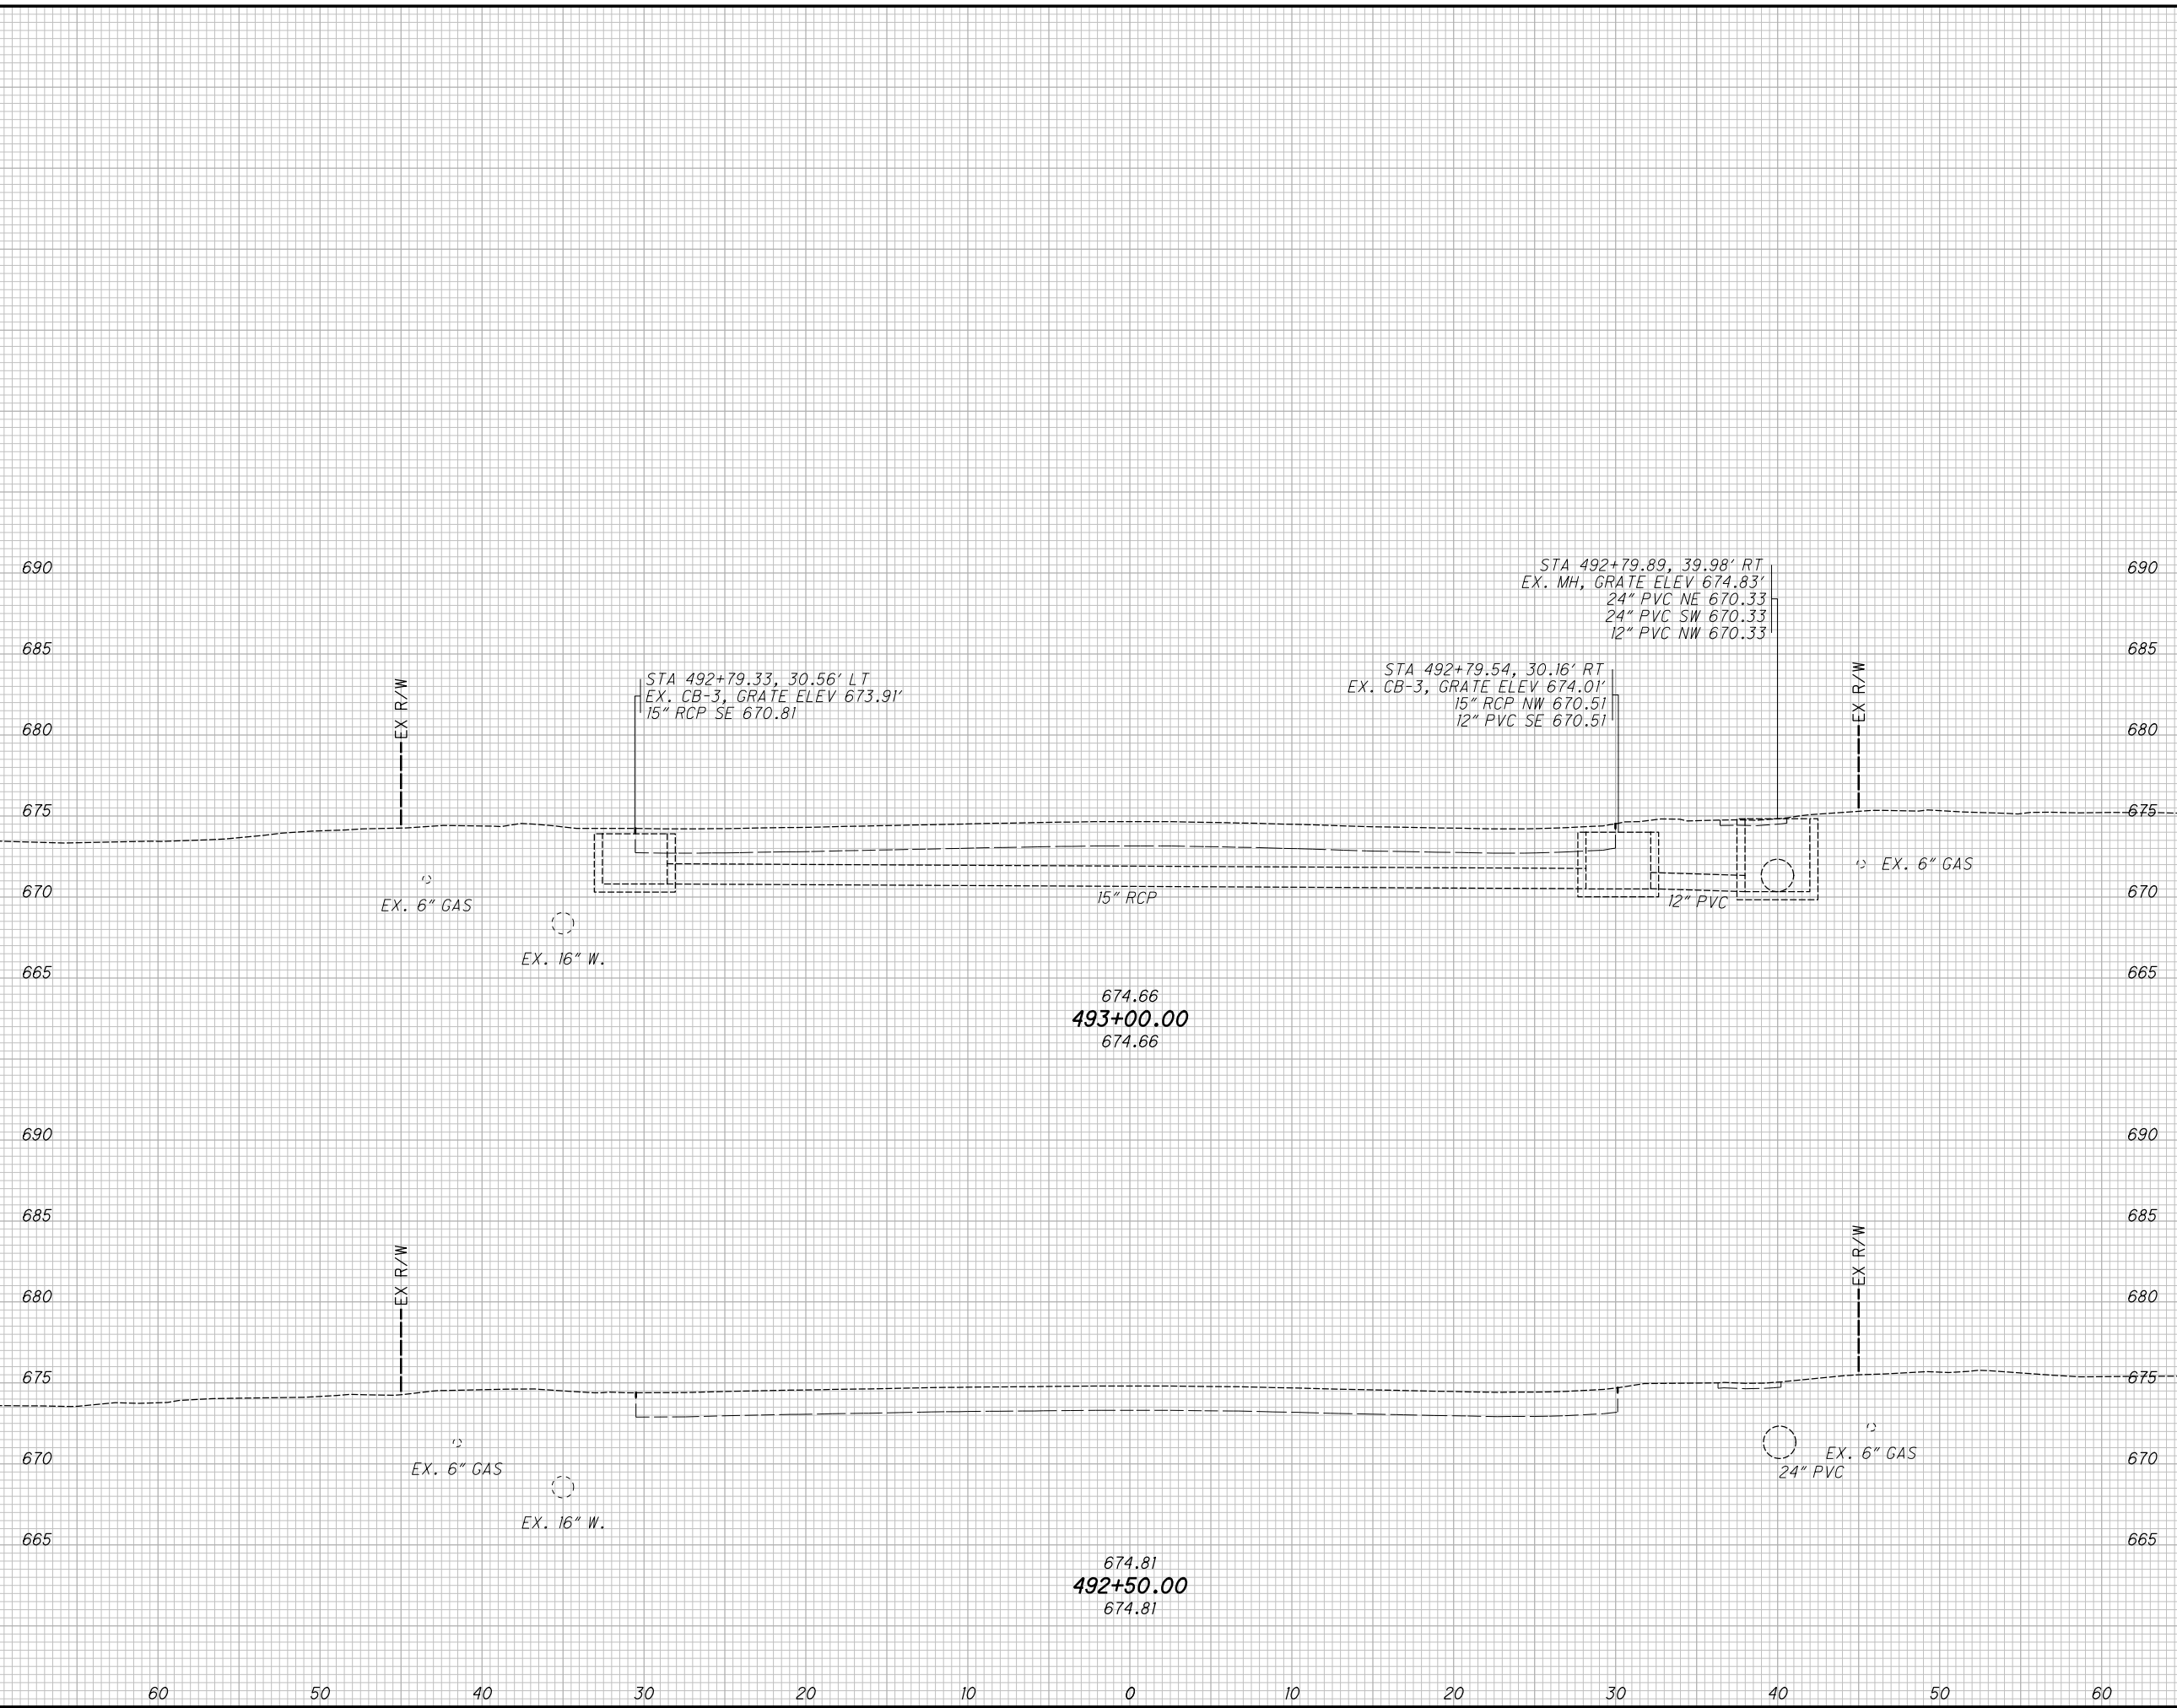 690
690
STA 492+79.89, 39.98' RT
EX. MH, GRATE ELEV 674.83'
24" PVC NE 670.33
24" PVC SW 670.33
12" PVC NW 670.33
685
685
STA 492+79.33, 30.56' LT
EX. CB-3, GRATE ELEV 673.91'
15" RCP SE 670.81
STA 492+79.54, 30.16' RT
EX. CB-3, GRATE ELEV 674.01'
15" RCP NW 670.51
12" PVC SE 670.51
EX R/W
EX R/W
680
680
675
675
EX. 6" GAS
670
670
EX. 6" GAS
15" RCP
12" PVC
EX. 16" W.
665
665
674.66
493+00.00
674.66
690
690
685
685
EX R/W
EX R/W
680
680
675
675
670
670
EX. 6" GAS
EX. 6" GAS
24" PVC
EX. 16" W.
665
665
674.81
492+50.00
674.81
60 50 40 30 20 10 0 10 20 30 40 50 60